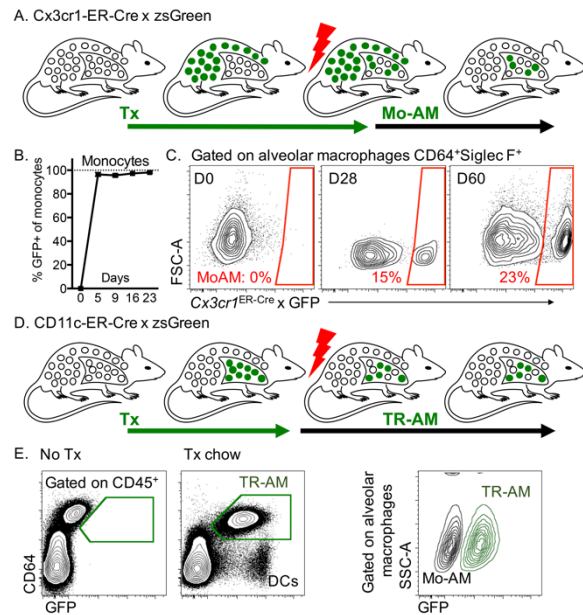 A. Cx3cr1-ER-Cre x zsGreen
Tx
Mo-AM
B.
C. Gated on alveolar macrophages CD64⁺Siglec F⁺
Monocytes
100
80
60
40
20
0
% GFP+ of monocytes
Days
0 5 9 16 23
D0
D28
D60
FSC-A
MoAM: 0%
15%
23%
Cx3cr1ᴱᴿ⁻ᶜʳᵉ x GFP
D. CD11c-ER-Cre x zsGreen
Tx
TR-AM
E. No Tx
Tx chow
Gated on CD45⁺
TR-AM
DCs
CD64
GFP
Gated on alveolar
macrophages
SSC-A
TR-AM
Mo-AM
GFP